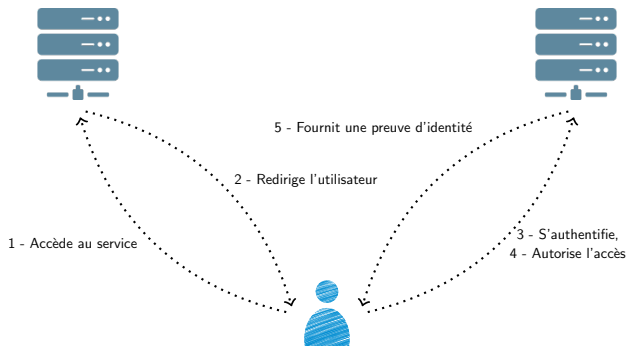 5 - Fournit une preuve d'identité
2 - Redirige l'utilisateur
1 - Accède au service
3 - S'authentifie,
4 - Autorise l'accès